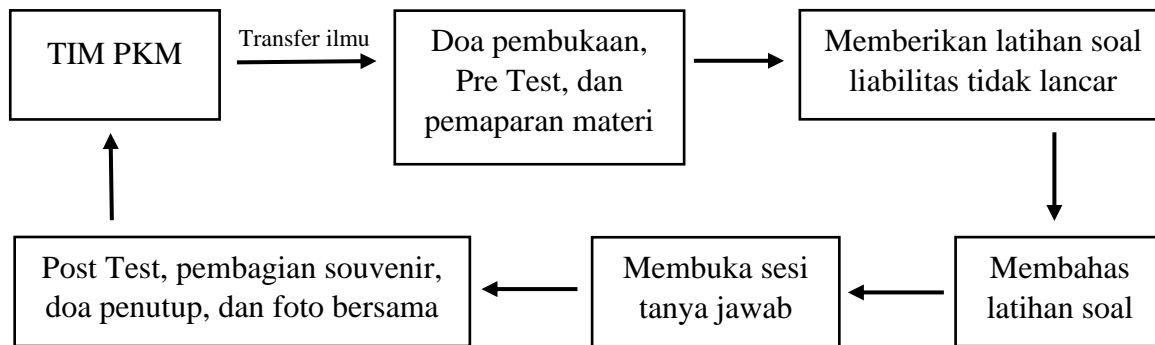 TIM PKM
Transfer ilmu
Doa pembukaan,
Pre Test, dan
pemaparan materi
Memberikan latihan soal
liabilitas tidak lancar
Membahas
latihan soal
Membuka sesi
tanya jawab
Post Test, pembagian souvenir,
doa penutup, dan foto bersama